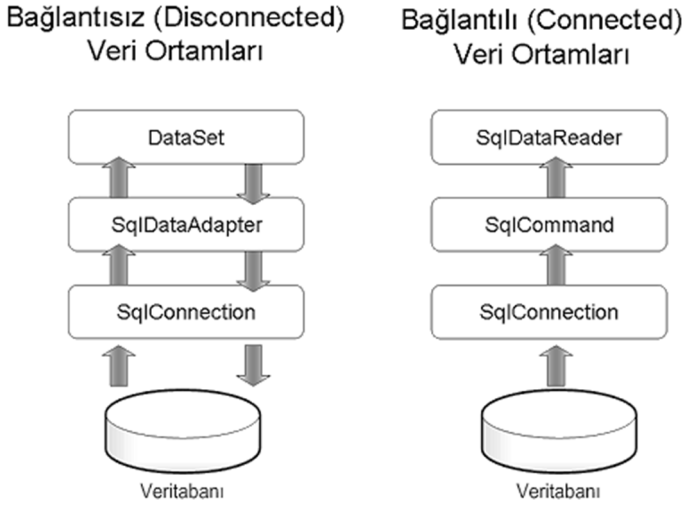 Bağlantısız (Disconnected)
Veri Ortamları
DataSet
SqlDataAdapter
SqlConnection
Veritabanı
Bağlantılı (Connected)
Veri Ortamları
SqlDataReader
SqlCommand
SqlConnection
Veritabanı